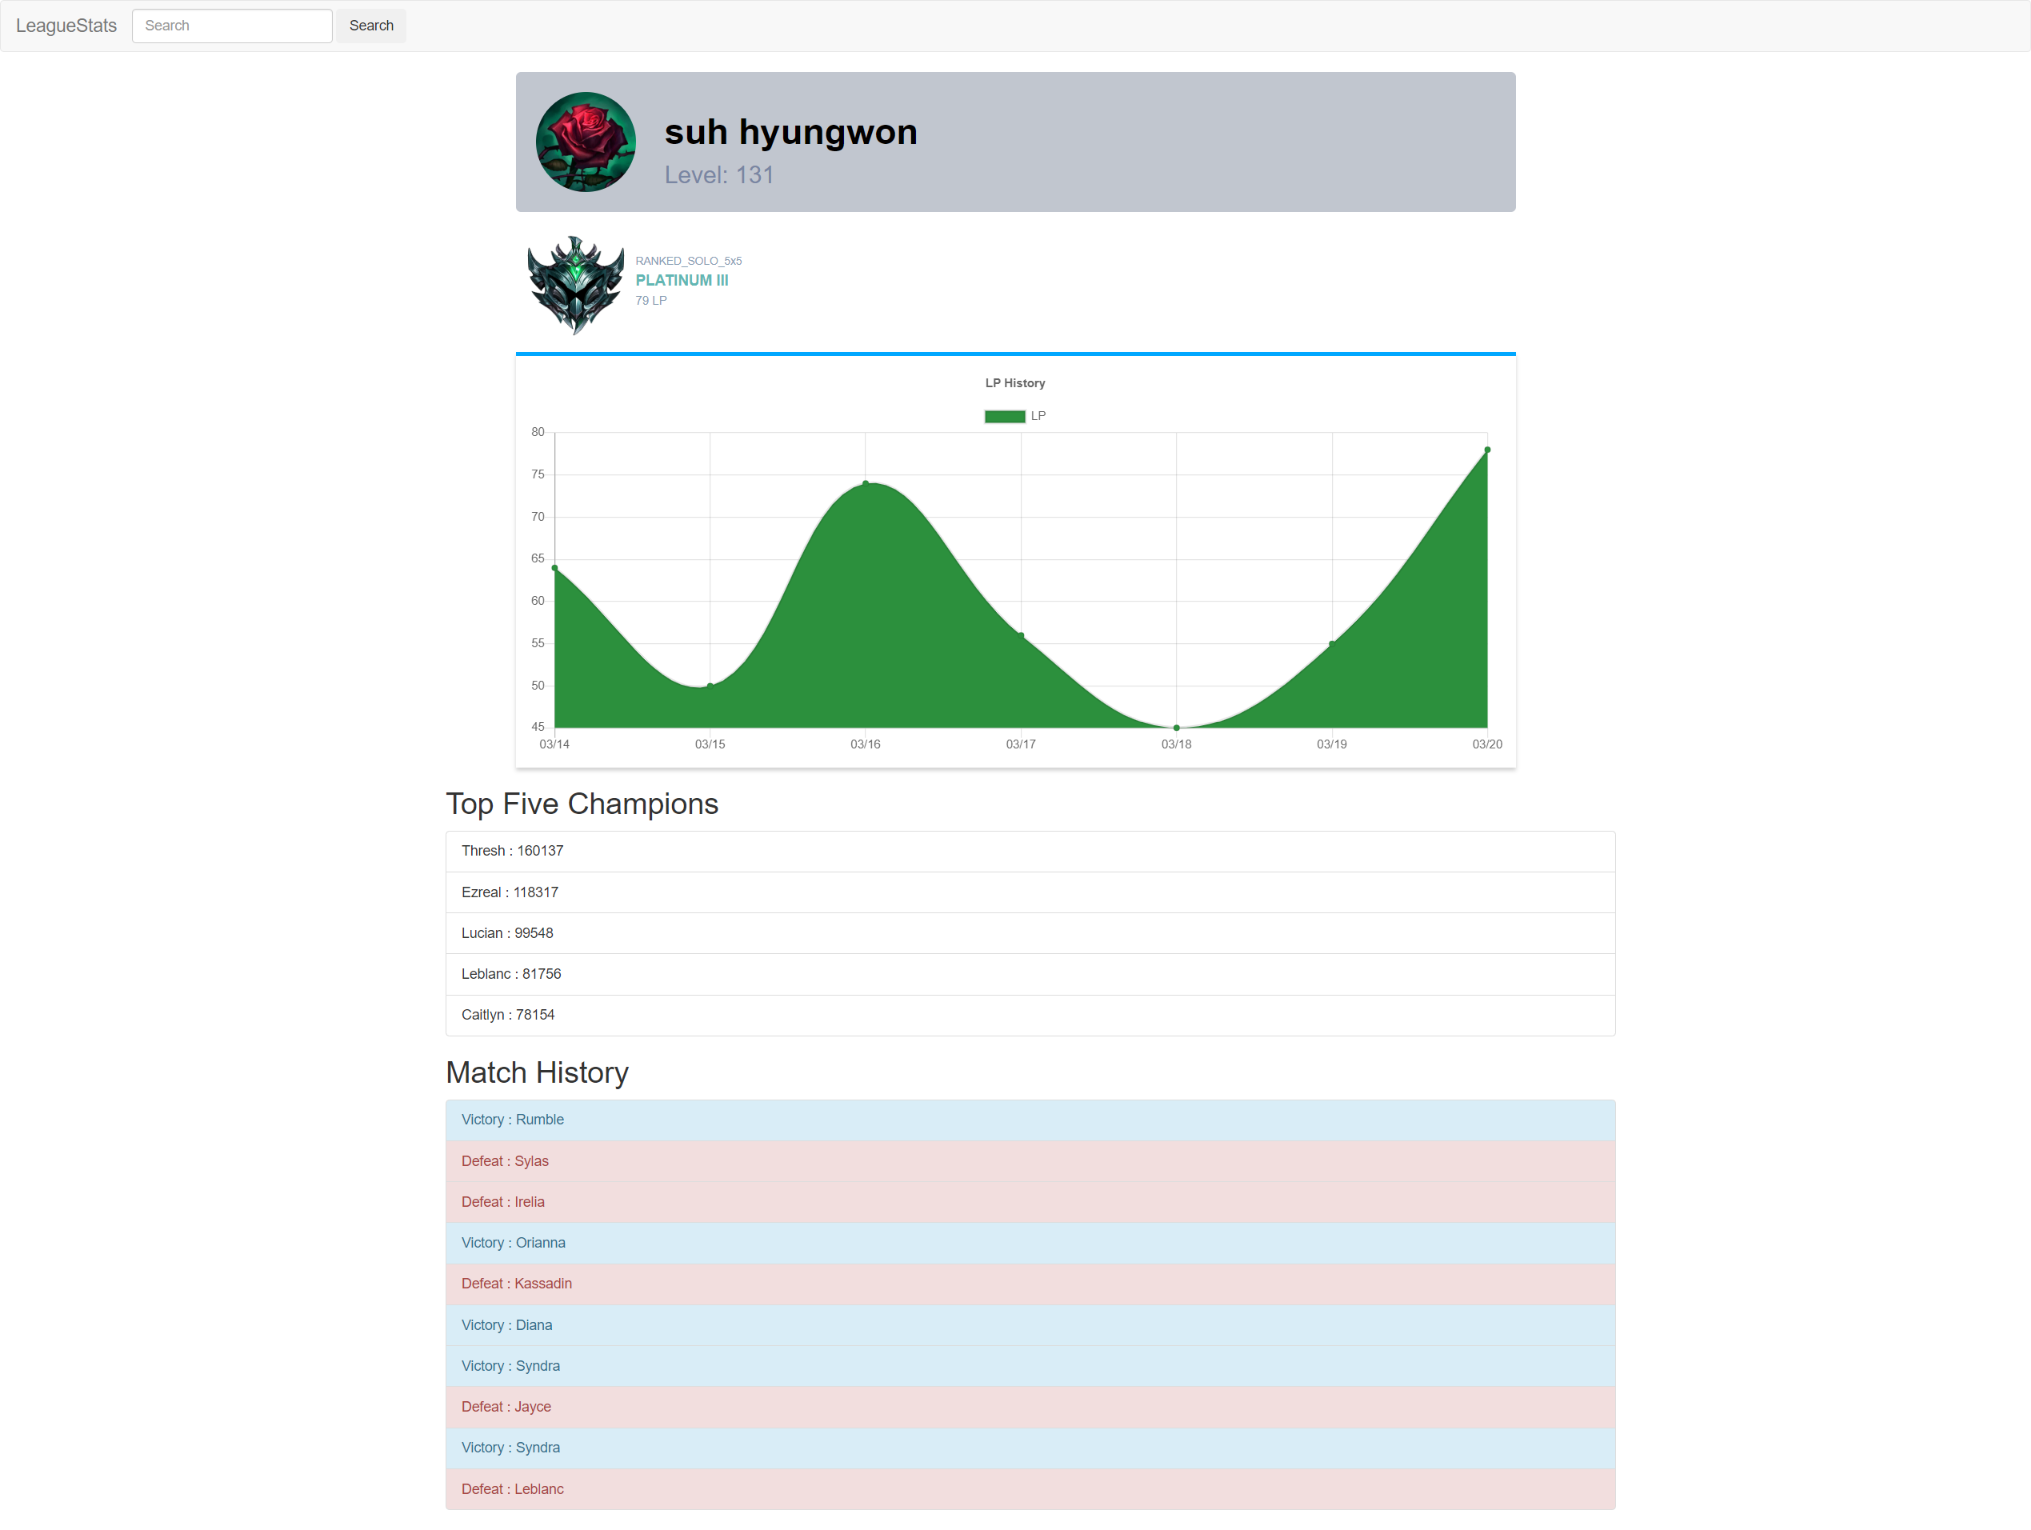 LeagueStats Search Search
suh hyungwon
Level: 131
RANKED_SOLO_5x5
PLATINUM III
79 LP
LP History
LP
80
75
70
65
60
55
50
45
03/14 03/15 03/16 03/17 03/18 03/19 03/20
Top Five Champions
Thresh : 160137
Ezreal : 118317
Lucian : 99548
Leblanc : 81756
Caitlyn : 78154
Match History
Victory : Rumble
Defeat : Sylas
Defeat : Irelia
Victory : Orianna
Defeat : Kassadin
Victory : Diana
Victory : Syndra
Defeat : Jayce
Victory : Syndra
Defeat : Leblanc